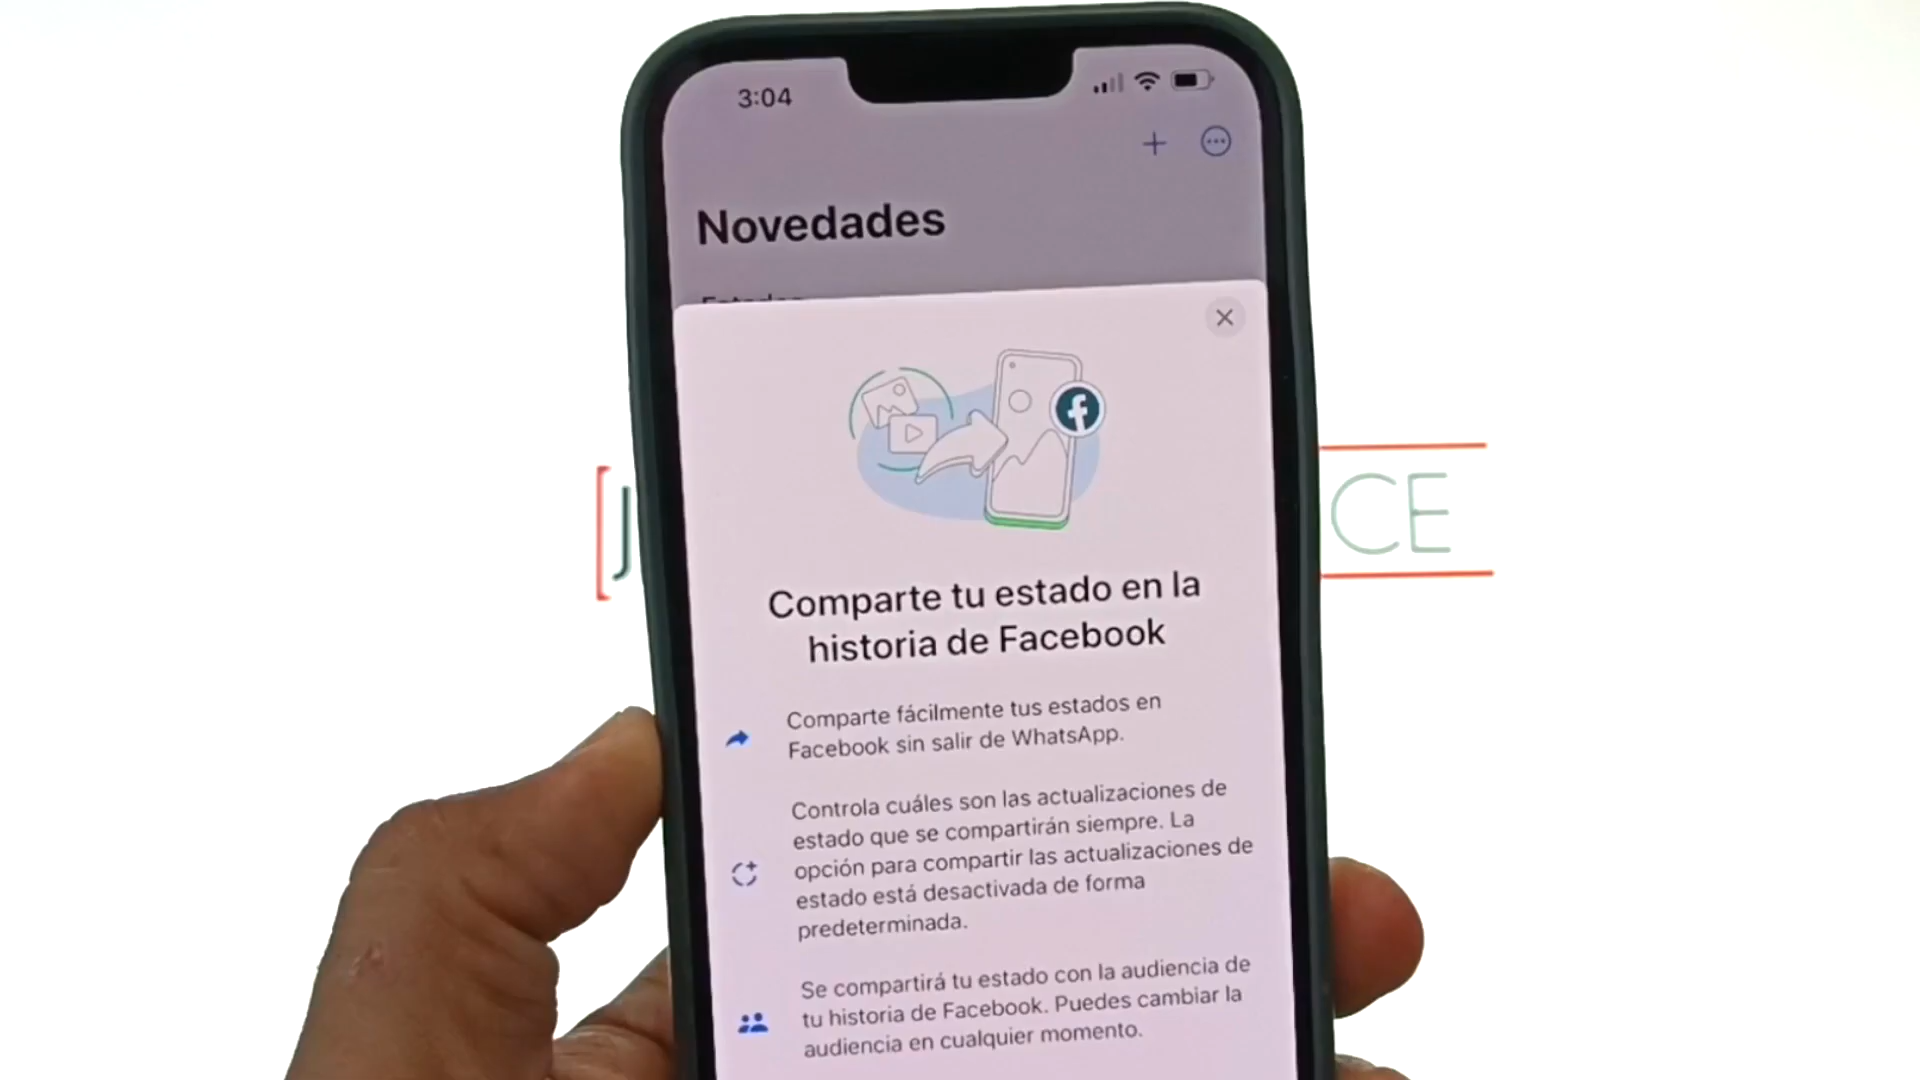 3:04
Novedades
Estados
Comparte tu estado en la
historia de Facebook
Comparte fácilmente tus estados en
Facebook sin salir de WhatsApp.
Controla cuáles son las actualizaciones de
estado que se compartirán siempre. La
opción para compartir las actualizaciones de
estado está desactivada de forma
predeterminada.
Se compartirá tu estado con la audiencia de
tu historia de Facebook. Puedes cambiar la
audiencia en cualquier momento.
J
CE